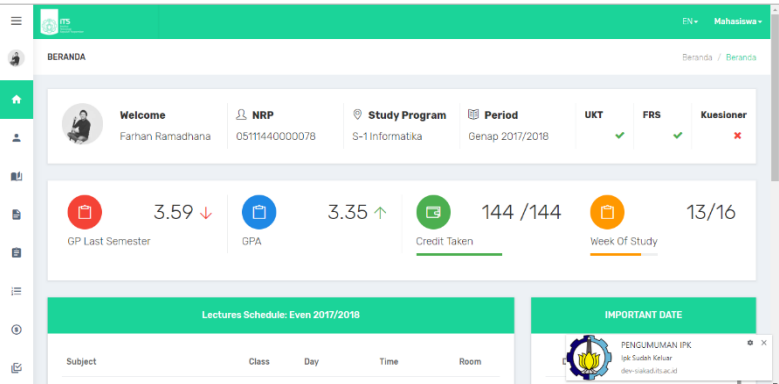 ITS
EN
Mahasiswa
BERANDA
Beranda / Beranda
Welcome
Farhan Ramadhana
NRP
05111440000078
Study Program
S-1 Informatika
Period
Genap 2017/2018
UKT
FRS
Kuesioner
3.59
GP Last Semester
3.35
GPA
144 /144
Credit Taken
13/16
Week Of Study
Lectures Schedule: Even 2017/2018
IMPORTANT DATE
Subject
Class
Day
Time
Room
PENGUMUMAN IPK
Ipk Sudah Keluar
dev-siakad.its.ac.id